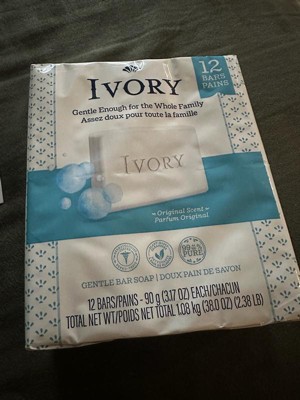 12
BARS
PAINS
IVORY
Gentle Enough for the Whole Family
Assez doux pour toute la famille
IVORY
Original Scent
Parfum Original
99.44%
PURE
GENTLE BAR SOAP | DOUX PAIN DE SAVON
12 BARS/PAINS - 90 g (3.17 OZ) EACH/CHACUN
TOTAL NET WT/POIDS NET TOTAL 1.08 kg (38.0 OZ) (2.38 LB)